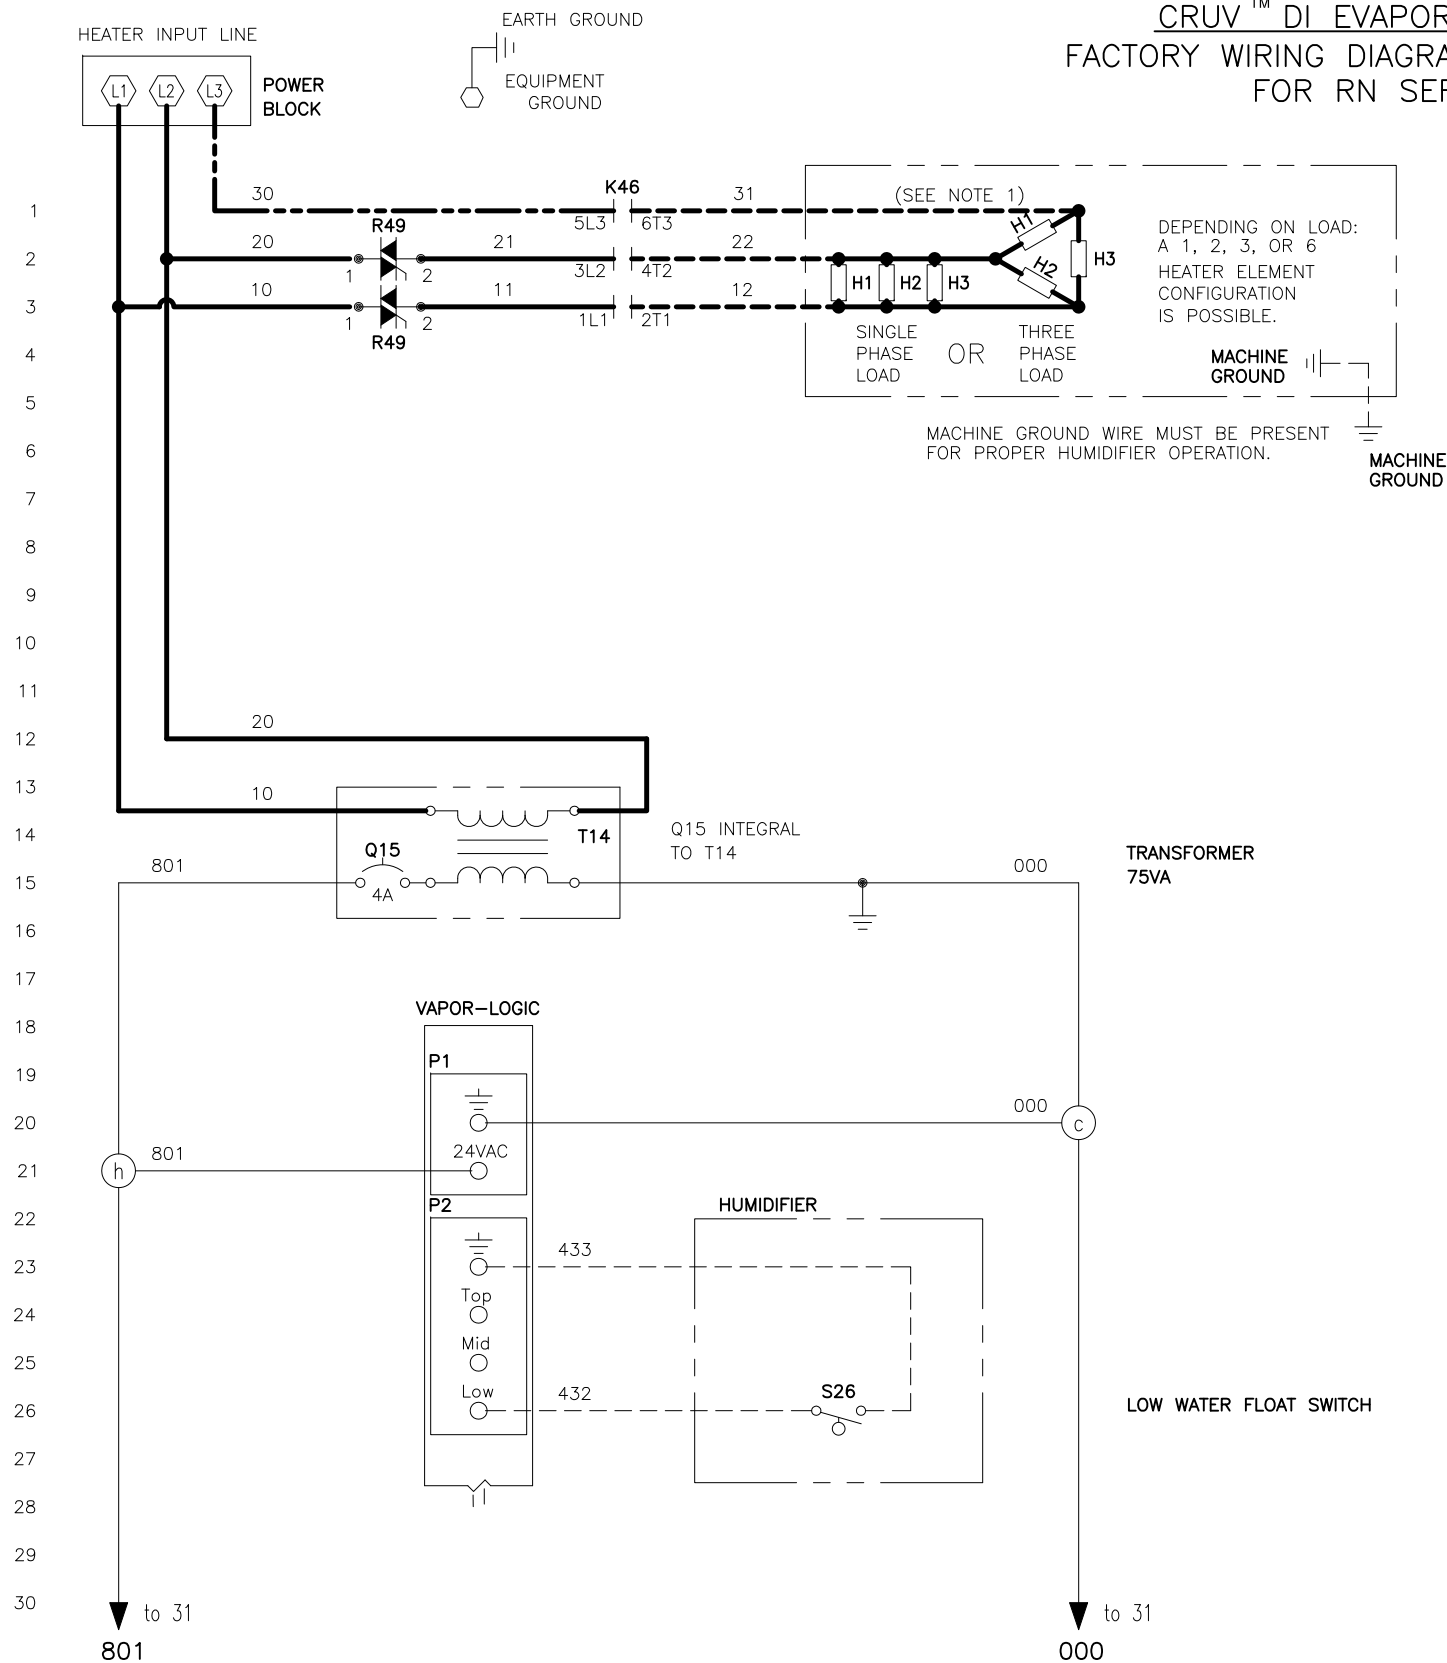 CRUV™ DI EVAPOR
FACTORY WIRING DIAGRA
FOR RN SER
EARTH GROUND
HEATER INPUT LINE
EQUIPMENT
GROUND
L1 L2 L3
POWER
BLOCK
1 30 K46 31 (SEE NOTE 1)
5L3 6T3
H1
R49
2 20 21 22
1 2 3L2 4T2
H2
H3
H1 H2 H3
3 10 11 12
1 2 1L1 2T1
R49
DEPENDING ON LOAD:
A 1, 2, 3, OR 6
HEATER ELEMENT
CONFIGURATION
IS POSSIBLE.
SINGLE
PHASE
LOAD
OR
THREE
PHASE
LOAD
MACHINE
GROUND
4
5
MACHINE GROUND WIRE MUST BE PRESENT
FOR PROPER HUMIDIFIER OPERATION.
6
MACHINE
GROUND
7
8
9
10
11
20
12
13
10
14
T14
Q15 INTEGRAL
TO T14
Q15
4A
TRANSFORMER
75VA
15 801 000
16
17
VAPOR-LOGIC
18
P1
19
20 000 c
24VAC
21 h 801
P2
HUMIDIFIER
22
23 433
Top
24
Mid
25
Low
26 432 S26
LOW WATER FLOAT SWITCH
27
28
29
30
to 31
to 31
801
000